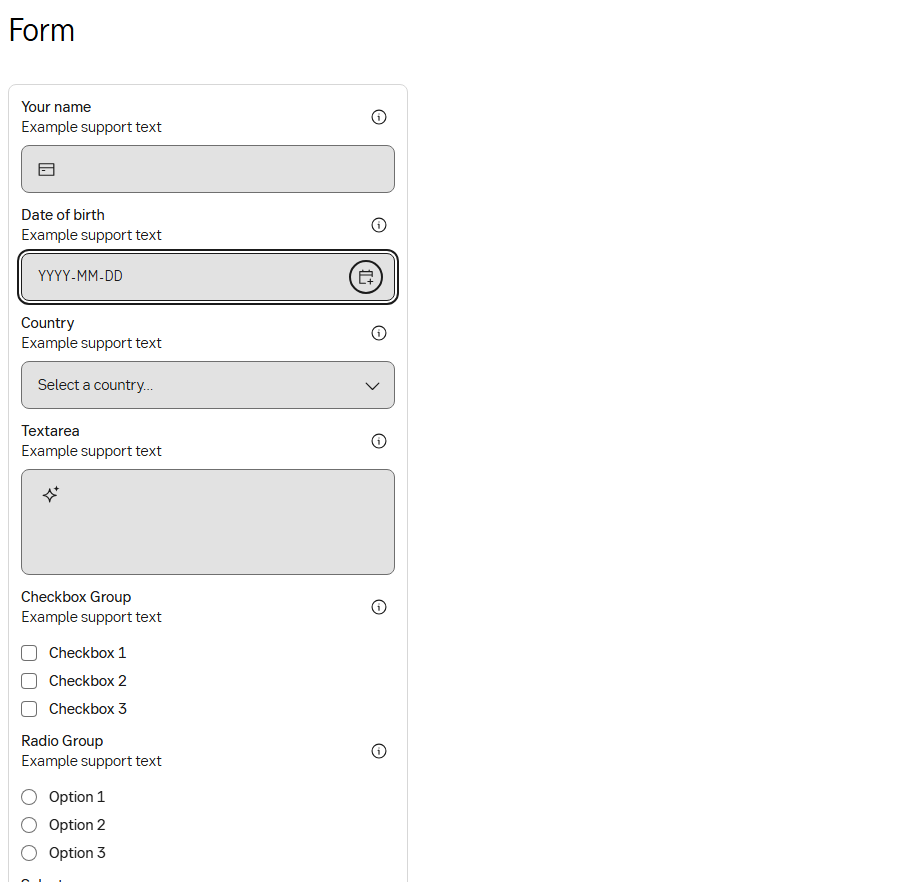 Form
Your name
Example support text
Date of birth
Example support text
YYYY-MM-DD
Country
Example support text
Select a country...
Textarea
Example support text
Checkbox Group
Example support text
Checkbox 1
Checkbox 2
Checkbox 3
Radio Group
Example support text
Option 1
Option 2
Option 3